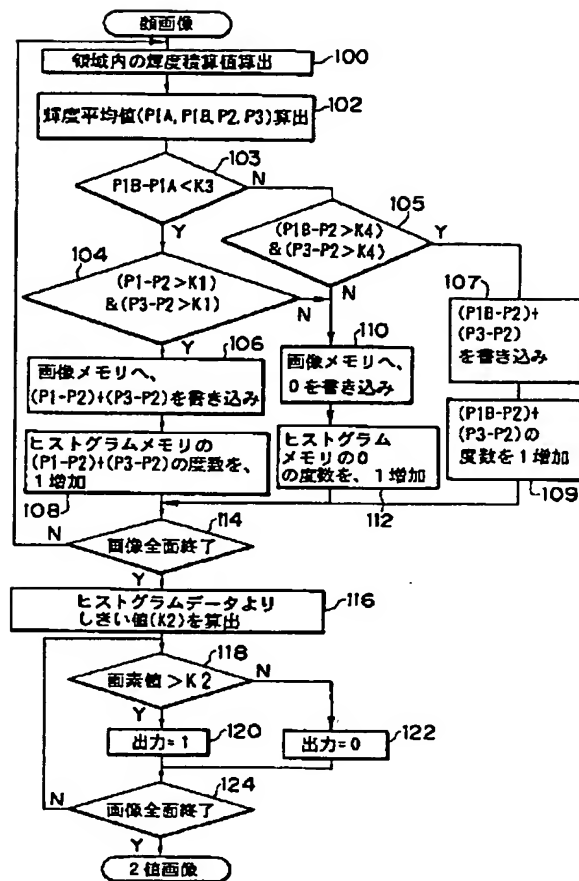 顔画像
領域内の輝度積算値算出
100
輝度平均値(P1A, P1B, P2, P3)算出
102
103
P1B-P1A<K3
N
Y
105
(P1B-P2>K4)
&(P3-P2>K4)
Y
N
104
(P1-P2>K1)
&(P3-P2>K1)
N
Y
107
(P1B-P2)+
(P3-P2)
を書き込み
106
画像メモリへ、
(P1-P2)+(P3-P2)を書き込み
110
画像メモリへ、
0を書き込み
ヒストグラムメモリの
(P1-P2)+(P3-P2)の度数を、
1増加
108
ヒストグラム
メモリの0
の度数を、1増加
112
(P1B-P2)+
(P3-P2)の
度数を1増加
109
114
N
画像全面終了
Y
ヒストグラムデータより
しきい値(K2)を算出
116
118
画素値>K2
N
Y
出力=1
120
出力=0
122
124
N
画像全面終了
Y
2値画像